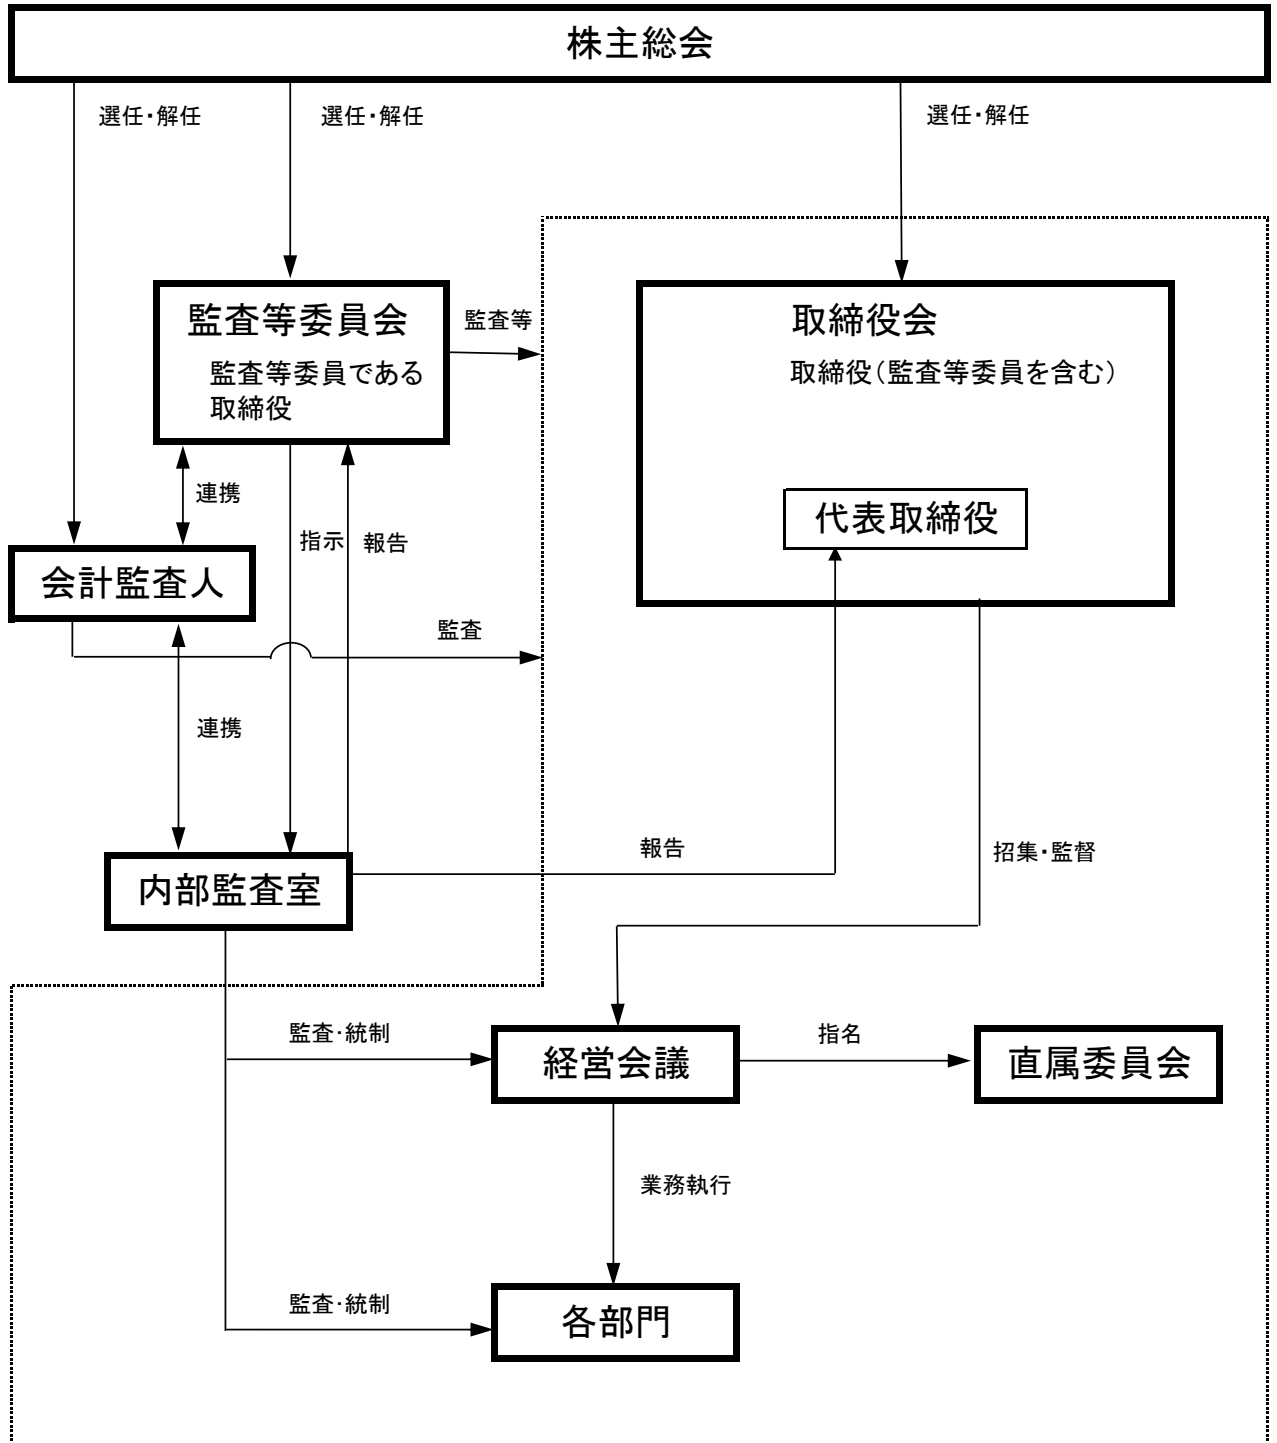 株主総会
選任・解任
選任・解任
選任・解任
監査等委員会
監査等委員である
取締役
監査等
取締役会
取締役(監査等委員を含む)
代表取締役
連携
指示
報告
会計監査人
監査
連携
内部監査室
報告
招集・監督
監査・統制
経営会議
指名
直属委員会
業務執行
監査・統制
各部門